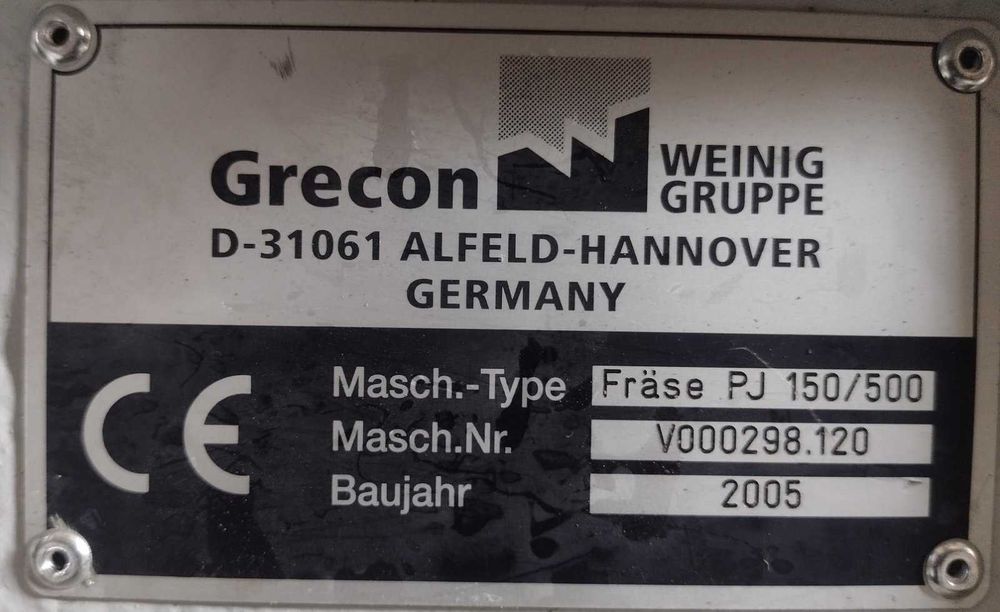 Grecon WEINIG
GRUPPE
D-31061 ALFELD-HANNOVER
GERMANY
CE
Masch.-Type Fräse PJ 150/500
Masch.Nr. V000298.120
Baujahr 2005